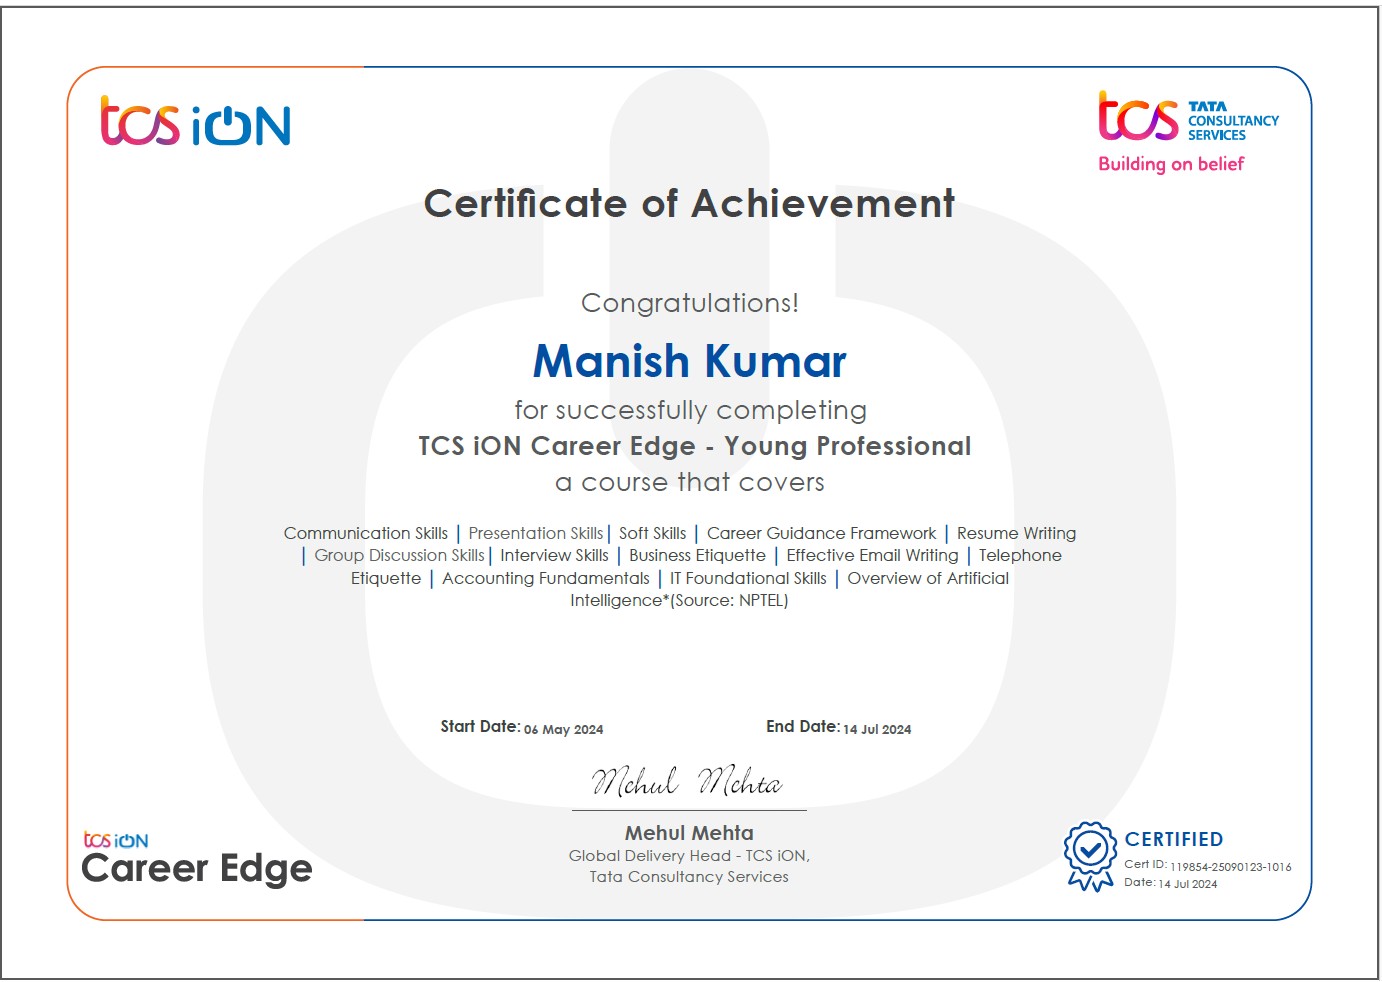 tcs iON
tcs TATA
CONSULTANCY
SERVICES
Building on belief
Certificate of Achievement
Congratulations!
Manish Kumar
for successfully completing
TCS iON Career Edge - Young Professional
a course that covers
Communication Skills | Presentation Skills| Soft Skills | Career Guidance Framework | Resume Writing
| Group Discussion Skills| Interview Skills | Business Etiquette | Effective Email Writing | Telephone
Etiquette | Accounting Fundamentals | IT Foundational Skills | Overview of Artificial
Intelligence*(Source: NPTEL)
Start Date: 06 May 2024 End Date: 14 Jul 2024
Mehul Mehta
Mehul Mehta
Global Delivery Head - TCS iON,
Tata Consultancy Services
tcs iON
Career Edge
CERTIFIED
Cert ID: 119854-25090123-1016
Date: 14 Jul 2024